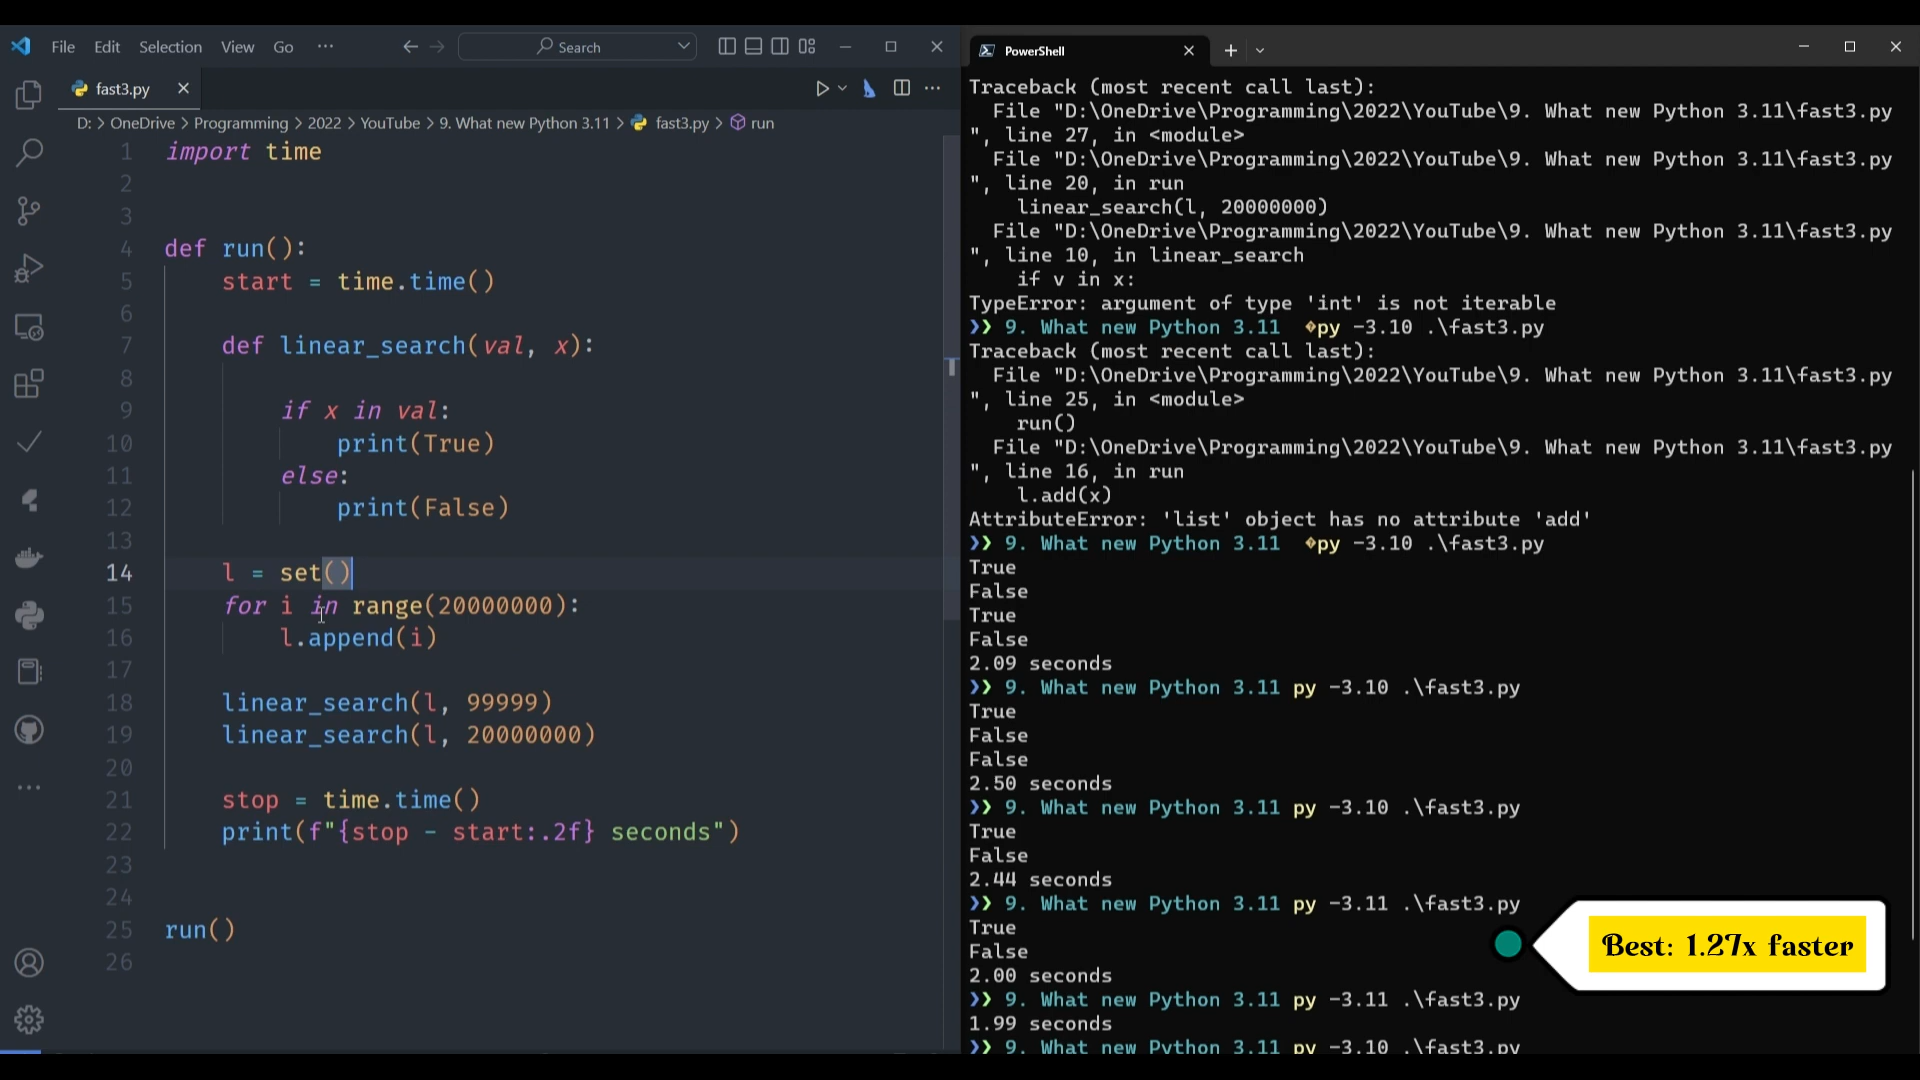 File Edit Selection View Go ··· Search
fast3.py
D: > OneDrive > Programming > 2022 > YouTube > 9. What new Python 3.11 > fast3.py > run
1 import time
2
3
4 def run():
5 start = time.time()
6
7 def linear_search(val, x):
8
9 if x in val:
10 print(True)
11 else:
12 print(False)
13
14 l = set()
15 for i in range(20000000):
16 l.append(i)
17
18 linear_search(l, 99999)
19 linear_search(l, 20000000)
20
21 stop = time.time()
22 print(f"{stop - start:.2f} seconds")
23
24
25 run()
26
PowerShell
Traceback (most recent call last):
File "D:\OneDrive\Programming\2022\YouTube\9. What new Python 3.11\fast3.py
", line 27, in <module>
File "D:\OneDrive\Programming\2022\YouTube\9. What new Python 3.11\fast3.py
", line 20, in run
linear_search(l, 20000000)
File "D:\OneDrive\Programming\2022\YouTube\9. What new Python 3.11\fast3.py
", line 10, in linear_search
if v in x:
TypeError: argument of type 'int' is not iterable
❯❯ 9. What new Python 3.11 �py -3.10 .\fast3.py
Traceback (most recent call last):
File "D:\OneDrive\Programming\2022\YouTube\9. What new Python 3.11\fast3.py
", line 25, in <module>
run()
File "D:\OneDrive\Programming\2022\YouTube\9. What new Python 3.11\fast3.py
", line 16, in run
l.add(x)
AttributeError: 'list' object has no attribute 'add'
❯❯ 9. What new Python 3.11 �py -3.10 .\fast3.py
True
False
True
False
2.09 seconds
❯❯ 9. What new Python 3.11 py -3.10 .\fast3.py
True
False
False
2.50 seconds
❯❯ 9. What new Python 3.11 py -3.10 .\fast3.py
True
False
2.44 seconds
❯❯ 9. What new Python 3.11 py -3.11 .\fast3.py
True
False
2.00 seconds
❯❯ 9. What new Python 3.11 py -3.11 .\fast3.py
1.99 seconds
❯❯ 9. What new Python 3.11 py -3.10 .\fast3.py
Best: 1.27x faster